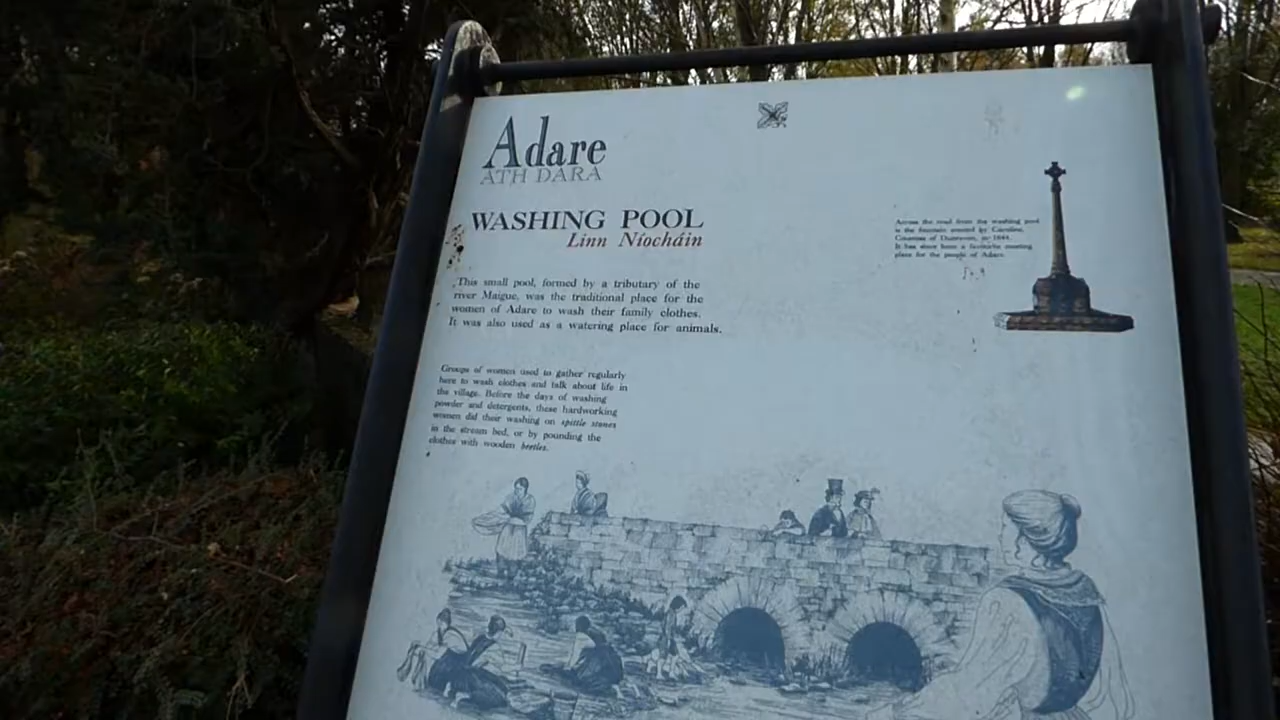 Adare
ÁTH DARA
WASHING POOL
Linn Níocháin
This small pool, formed by a tributary of the
river Maigue, was the traditional place for the
women of Adare to wash their family clothes.
It was also used as a watering place for animals.
Groups of women used to gather regularly
here to wash clothes and talk about life in
the village. Before the days of washing
powder and detergents, these hardworking
women did their washing on spittle stones
in the stream bed, or by pounding the
clothes with wooden beetles.
Across the road from the washing pool
is the fountain erected by Caroline,
Countess of Dunraven, in 1844.
It has since been a favourite meeting
place for the people of Adare.